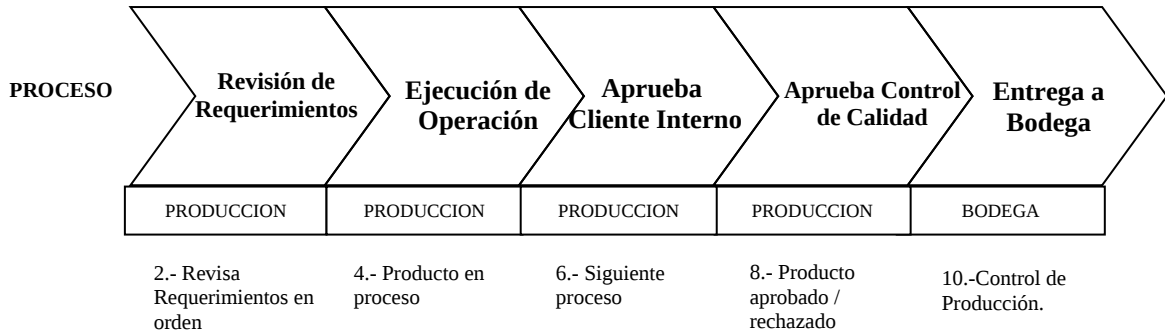 PROCESO
Revisión de
Requerimientos
Ejecución de
Operación
Aprueba
Cliente Interno
Aprueba Control
de Calidad
Entrega a
Bodega
PRODUCCION
PRODUCCION
PRODUCCION
PRODUCCION
BODEGA
2.- Revisa
Requerimientos en
orden
4.- Producto en
proceso
6.- Siguiente
proceso
8.- Producto
aprobado /
rechazado
10.-Control de
Producción.